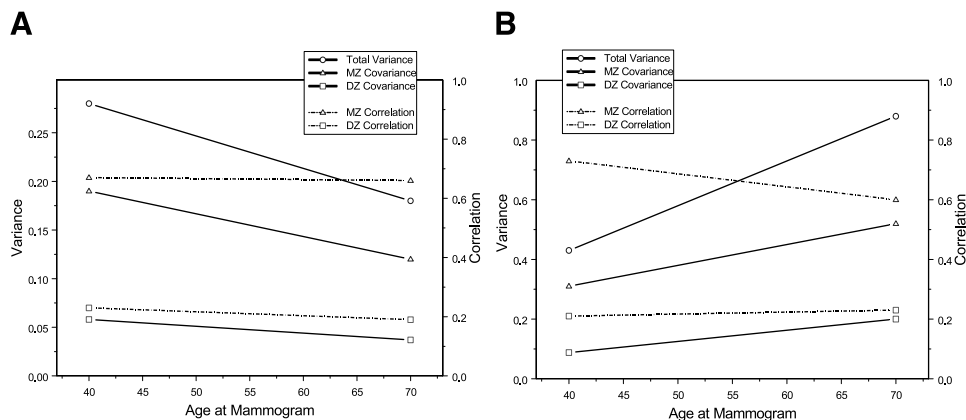 A
Total Variance
MZ Covariance
DZ Covariance
MZ Correlation
DZ Correlation
1.0
0.8
0.6
0.4
0.2
0.0
Correlation
0.25
0.20
0.15
0.10
0.05
0.00
Variance
40 45 50 55 60 65 70
Age at Mammogram
B
Total Variance
MZ Covariance
DZ Covariance
MZ Correlation
DZ Correlation
1.0
0.8
0.6
0.4
0.2
0.0
Variance
1.0
0.8
0.6
0.4
0.2
0.0
Correlation
40 45 50 55 60 65 70
Age at Mammogram